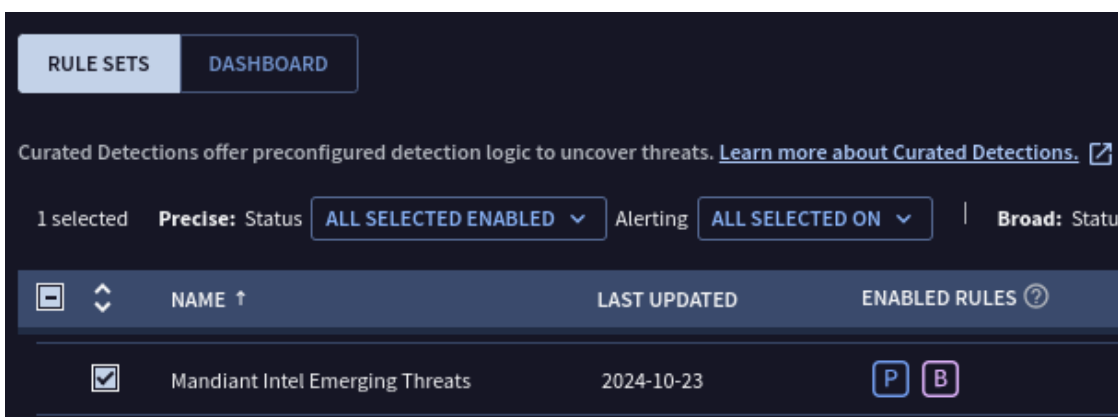 RULE SETS DASHBOARD
Curated Detections offer preconfigured detection logic to uncover threats. Learn more about Curated Detections.
1 selected Precise: Status ALL SELECTED ENABLED Alerting ALL SELECTED ON | Broad: Statu
NAME ↑ LAST UPDATED ENABLED RULES ?
Mandiant Intel Emerging Threats 2024-10-23 P B